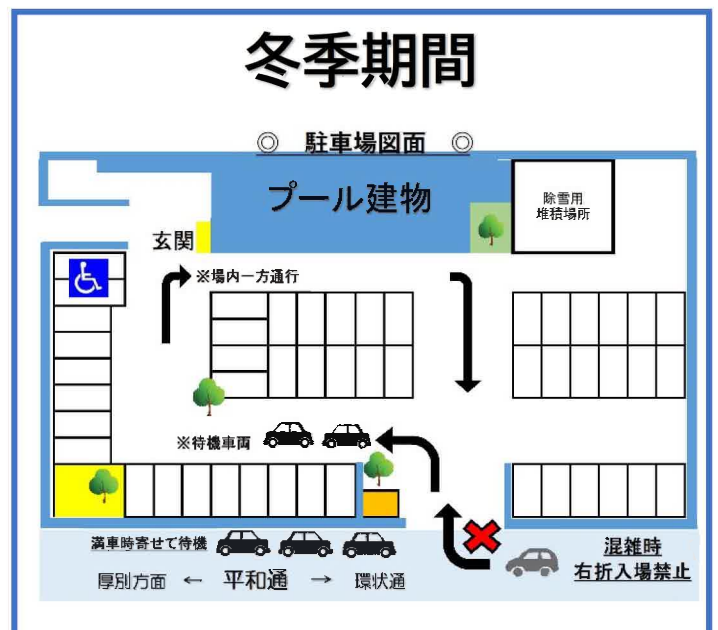 冬季期間
◎ 駐車場図面 ◎
プール建物
除雪用
堆積場所
玄関
※場内一方通行
※待機車両
満車時寄せて待機
厚別方面 ← 平和通 → 環状通
混雑時
右折入場禁止